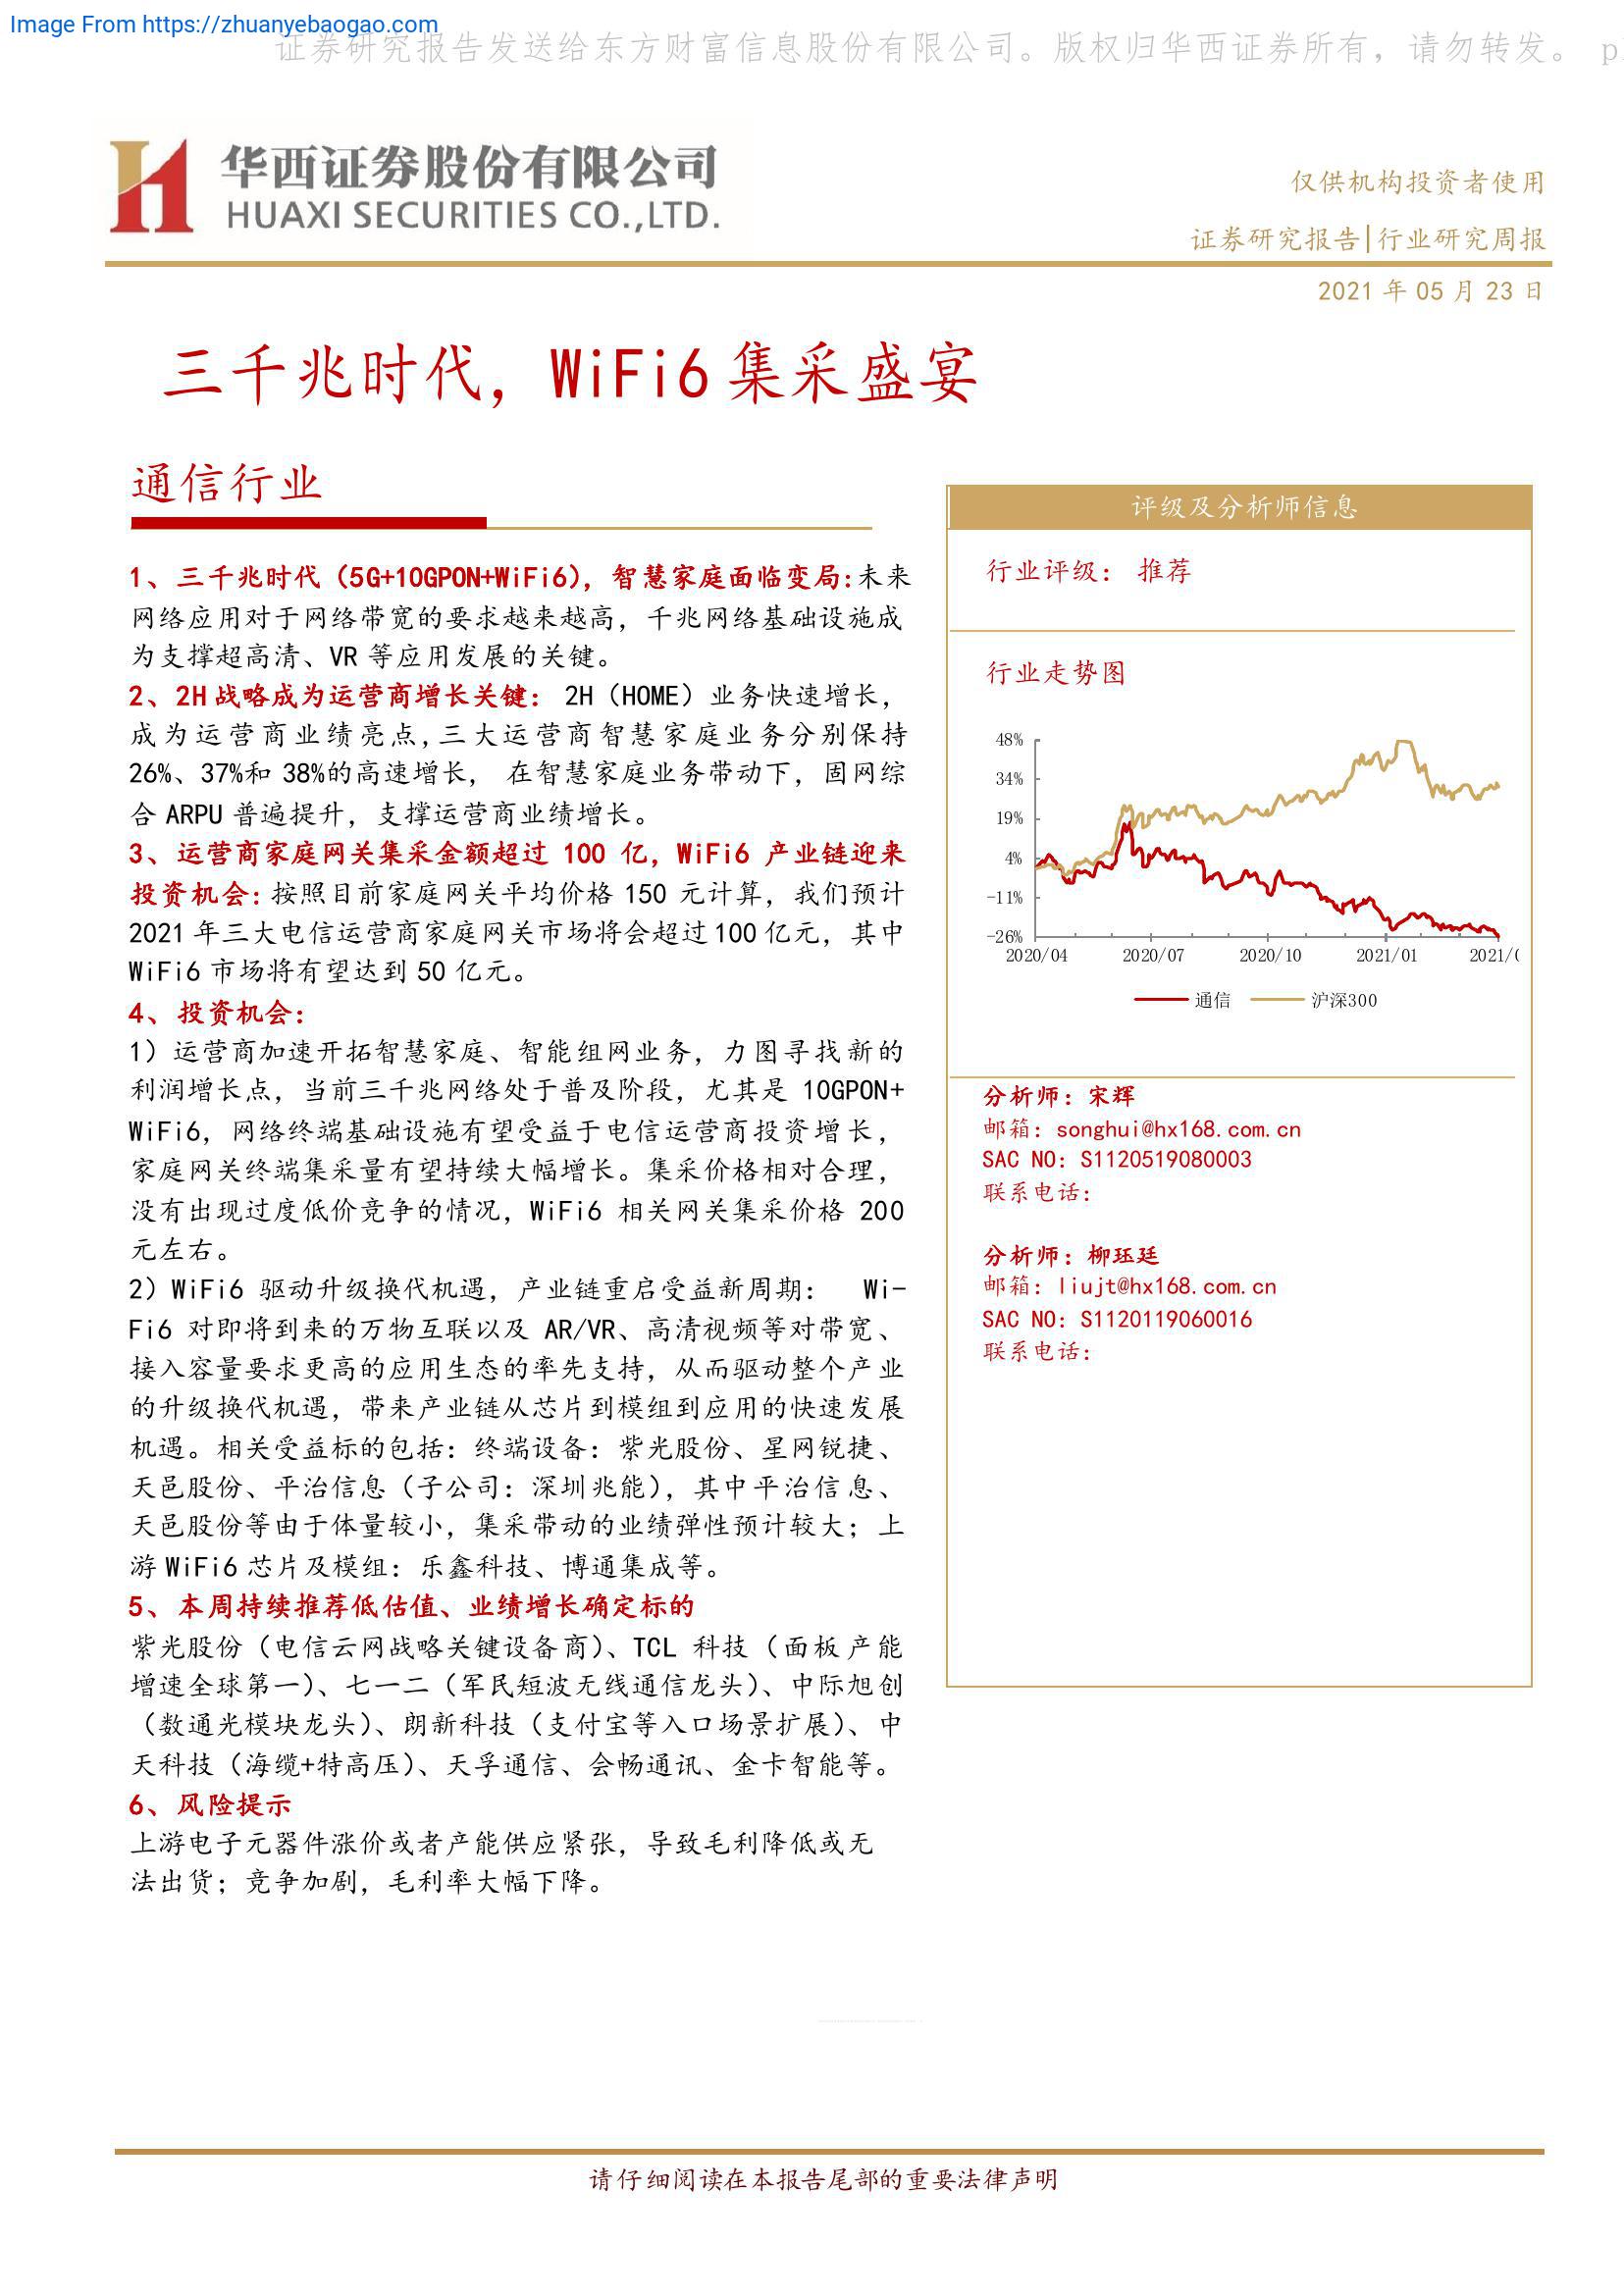 Image From https://zhuanyebaogao.com
证券研究报告发送给东方财富信息股份有限公司。版权归华西证券所有，请勿转发。 p
华西证券股份有限公司
HUAXI SECURITIES CO.,LTD.
仅供机构投资者使用
证券研究报告|行业研究周报
2021 年 05 月 23 日
三千兆时代，WiFi6 集采盛宴
通信行业
1、三千兆时代（5G+10GPON+WiFi6），智慧家庭面临变局:未来
网络应用对于网络带宽的要求越来越高，千兆网络基础设施成
为支撑超高清、VR 等应用发展的关键。
2、2H 战略成为运营商增长关键： 2H（HOME）业务快速增长，
成为运营商业绩亮点,三大运营商智慧家庭业务分别保持
26%、37%和 38%的高速增长， 在智慧家庭业务带动下，固网综
合 ARPU 普遍提升，支撑运营商业绩增长。
3、运营商家庭网关集采金额超过 100 亿，WiFi6 产业链迎来
投资机会:按照目前家庭网关平均价格 150 元计算，我们预计
2021 年三大电信运营商家庭网关市场将会超过 100 亿元，其中
WiFi6 市场将有望达到 50 亿元。
4、投资机会：
1）运营商加速开拓智慧家庭、智能组网业务，力图寻找新的
利润增长点，当前三千兆网络处于普及阶段，尤其是 10GPON+
WiFi6，网络终端基础设施有望受益于电信运营商投资增长，
家庭网关终端集采量有望持续大幅增长。集采价格相对合理，
没有出现过度低价竞争的情况，WiFi6 相关网关集采价格 200
元左右。
2）WiFi6 驱动升级换代机遇，产业链重启受益新周期： Wi-
Fi6 对即将到来的万物互联以及 AR/VR、高清视频等对带宽、
接入容量要求更高的应用生态的率先支持，从而驱动整个产业
的升级换代机遇，带来产业链从芯片到模组到应用的快速发展
机遇。相关受益标的包括：终端设备：紫光股份、星网锐捷、
天邑股份、平治信息（子公司：深圳兆能），其中平治信息、
天邑股份等由于体量较小，集采带动的业绩弹性预计较大；上
游 WiFi6 芯片及模组：乐鑫科技、博通集成等。
5、本周持续推荐低估值、业绩增长确定标的
紫光股份（电信云网战略关键设备商）、TCL 科技（面板产能
增速全球第一）、七一二（军民短波无线通信龙头）、中际旭创
（数通光模块龙头）、朗新科技（支付宝等入口场景扩展）、中
天科技（海缆+特高压）、天孚通信、会畅通讯、金卡智能等。
6、风险提示
上游电子元器件涨价或者产能供应紧张，导致毛利降低或无
法出货；竞争加剧，毛利率大幅下降。
评级及分析师信息
行业评级： 推荐
行业走势图
48%
34%
19%
4%
-11%
-26%
2020/04 2020/07 2020/10 2021/01 2021/0
通信 沪深300
分析师：宋辉
邮箱：songhui@hx168.com.cn
SAC NO：S1120519080003
联系电话：
分析师：柳珏廷
邮箱：liujt@hx168.com.cn
SAC NO：S1120119060016
联系电话：
请仔细阅读在本报告尾部的重要法律声明